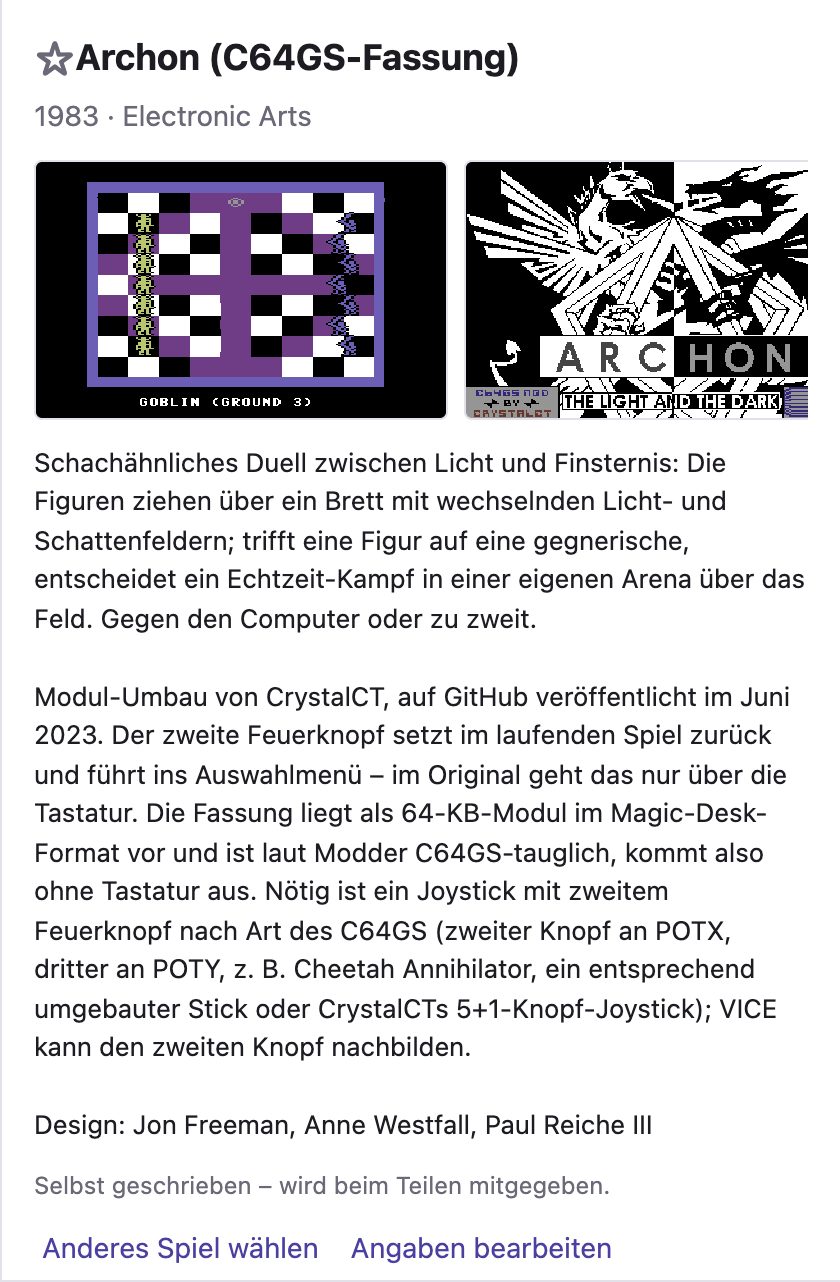 Archon (C64GS-Fassung)
1983 · Electronic Arts
GOBLIN (GROUND 3)
ARCHON
C64GS MOD
BY
CRYSTALCT
THE LIGHT AND THE DARK
Schachähnliches Duell zwischen Licht und Finsternis: Die
Figuren ziehen über ein Brett mit wechselnden Licht- und
Schattenfeldern; trifft eine Figur auf eine gegnerische,
entscheidet ein Echtzeit-Kampf in einer eigenen Arena über das
Feld. Gegen den Computer oder zu zweit.
Modul-Umbau von CrystalCT, auf GitHub veröffentlicht im Juni
2023. Der zweite Feuerknopf setzt im laufenden Spiel zurück
und führt ins Auswahlmenü – im Original geht das nur über die
Tastatur. Die Fassung liegt als 64-KB-Modul im Magic-Desk-
Format vor und ist laut Modder C64GS-tauglich, kommt also
ohne Tastatur aus. Nötig ist ein Joystick mit zweitem
Feuerknopf nach Art des C64GS (zweiter Knopf an POTX,
dritter an POTY, z. B. Cheetah Annihilator, ein entsprechend
umgebauter Stick oder CrystalCTs 5+1-Knopf-Joystick); VICE
kann den zweiten Knopf nachbilden.
Design: Jon Freeman, Anne Westfall, Paul Reiche III
Selbst geschrieben – wird beim Teilen mitgegeben.
Anderes Spiel wählen Angaben bearbeiten